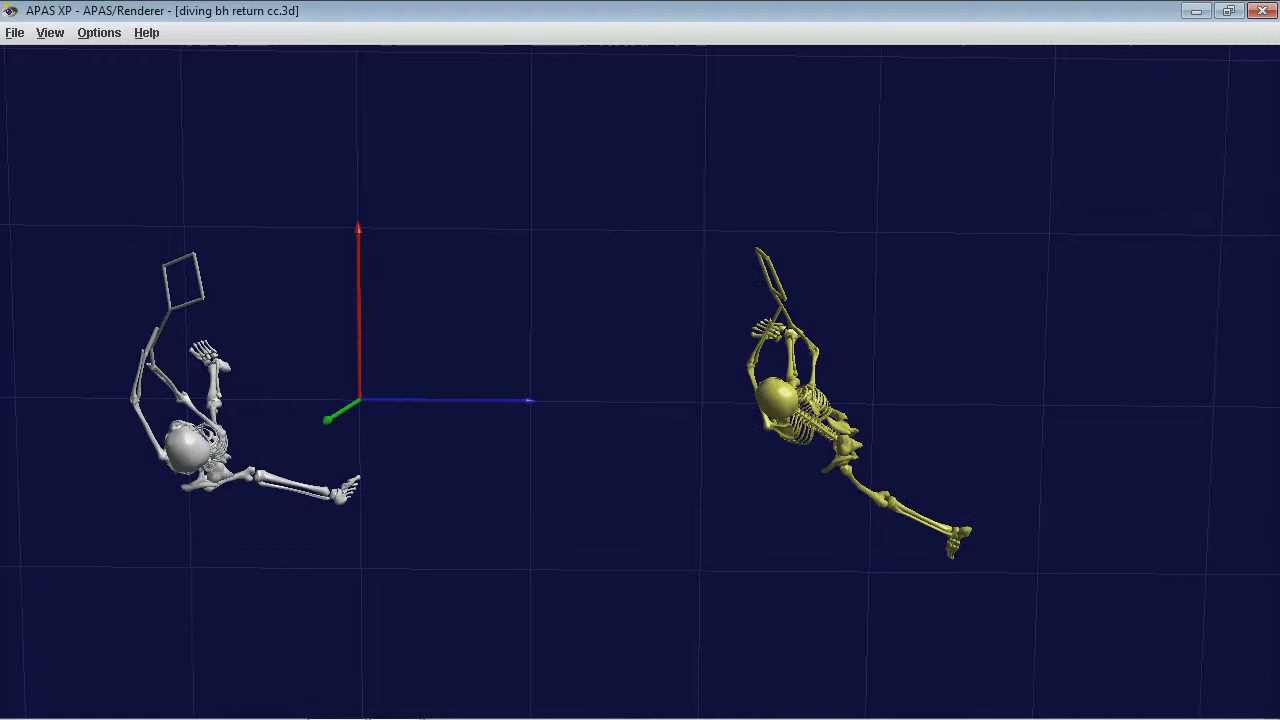 APAS XP - APAS/Renderer - [diving bh return cc.3d]
File View Options Help